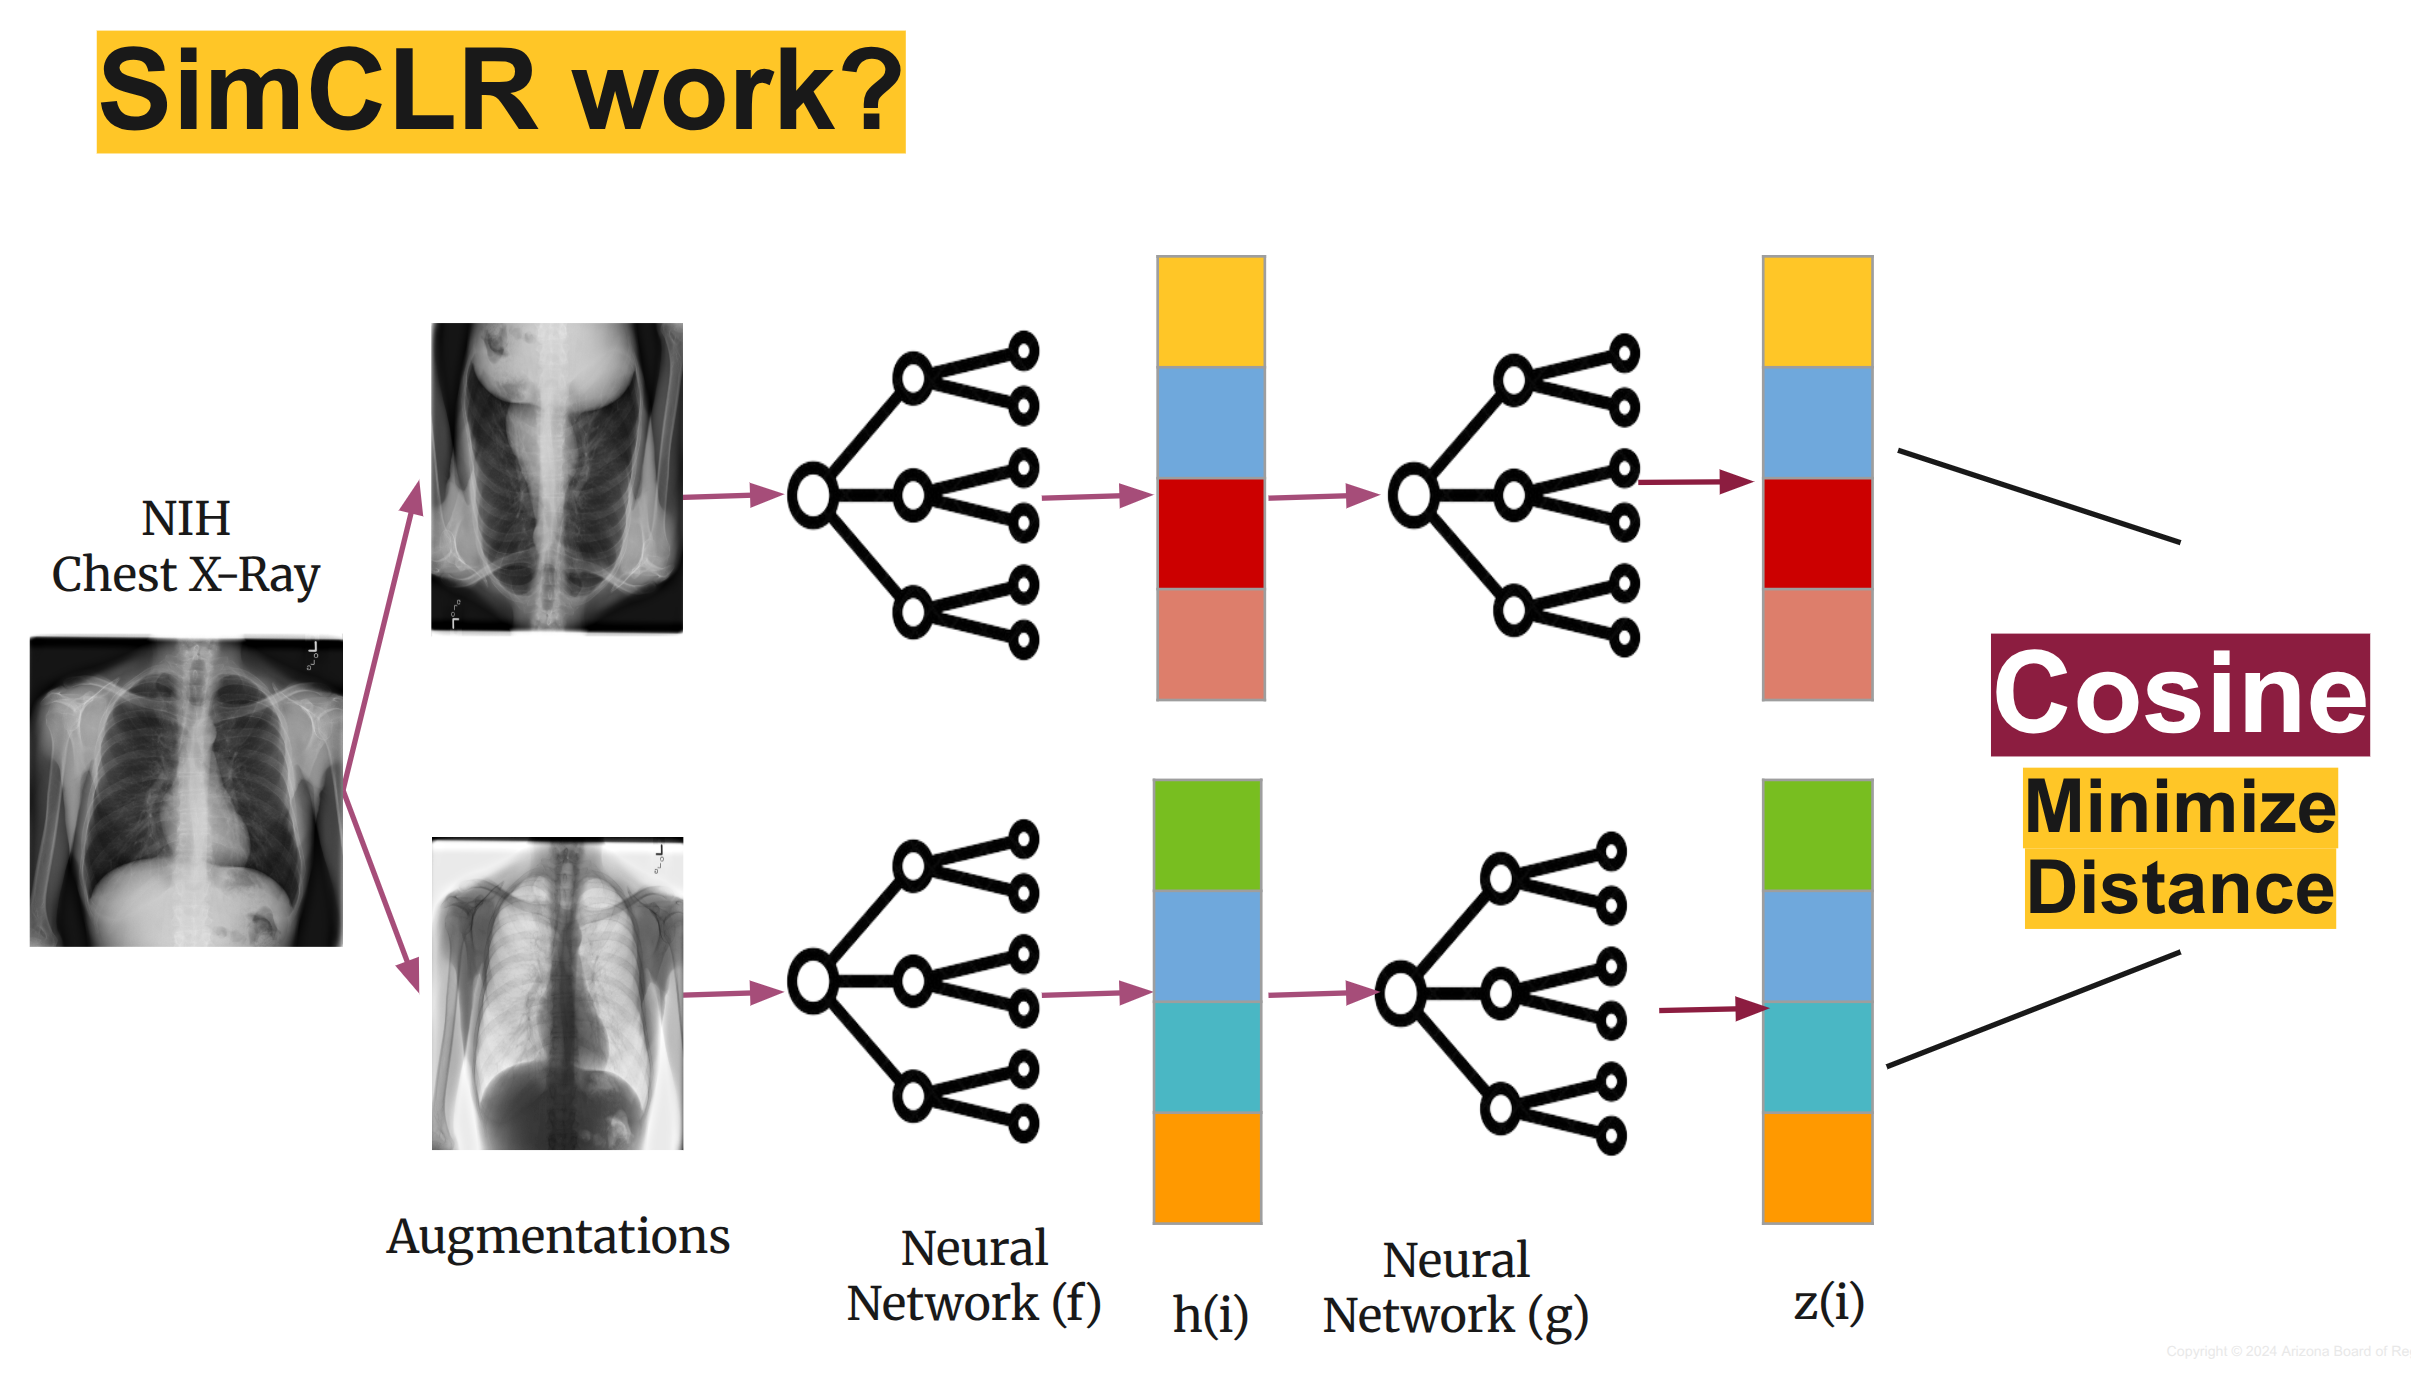 SimCLR work?
NIH
Chest X-Ray
Augmentations
Neural
Network (f)
h(i)
Neural
Network (g)
z(i)
Cosine
Minimize
Distance
Copyright © 2024 Arizona Board of Re